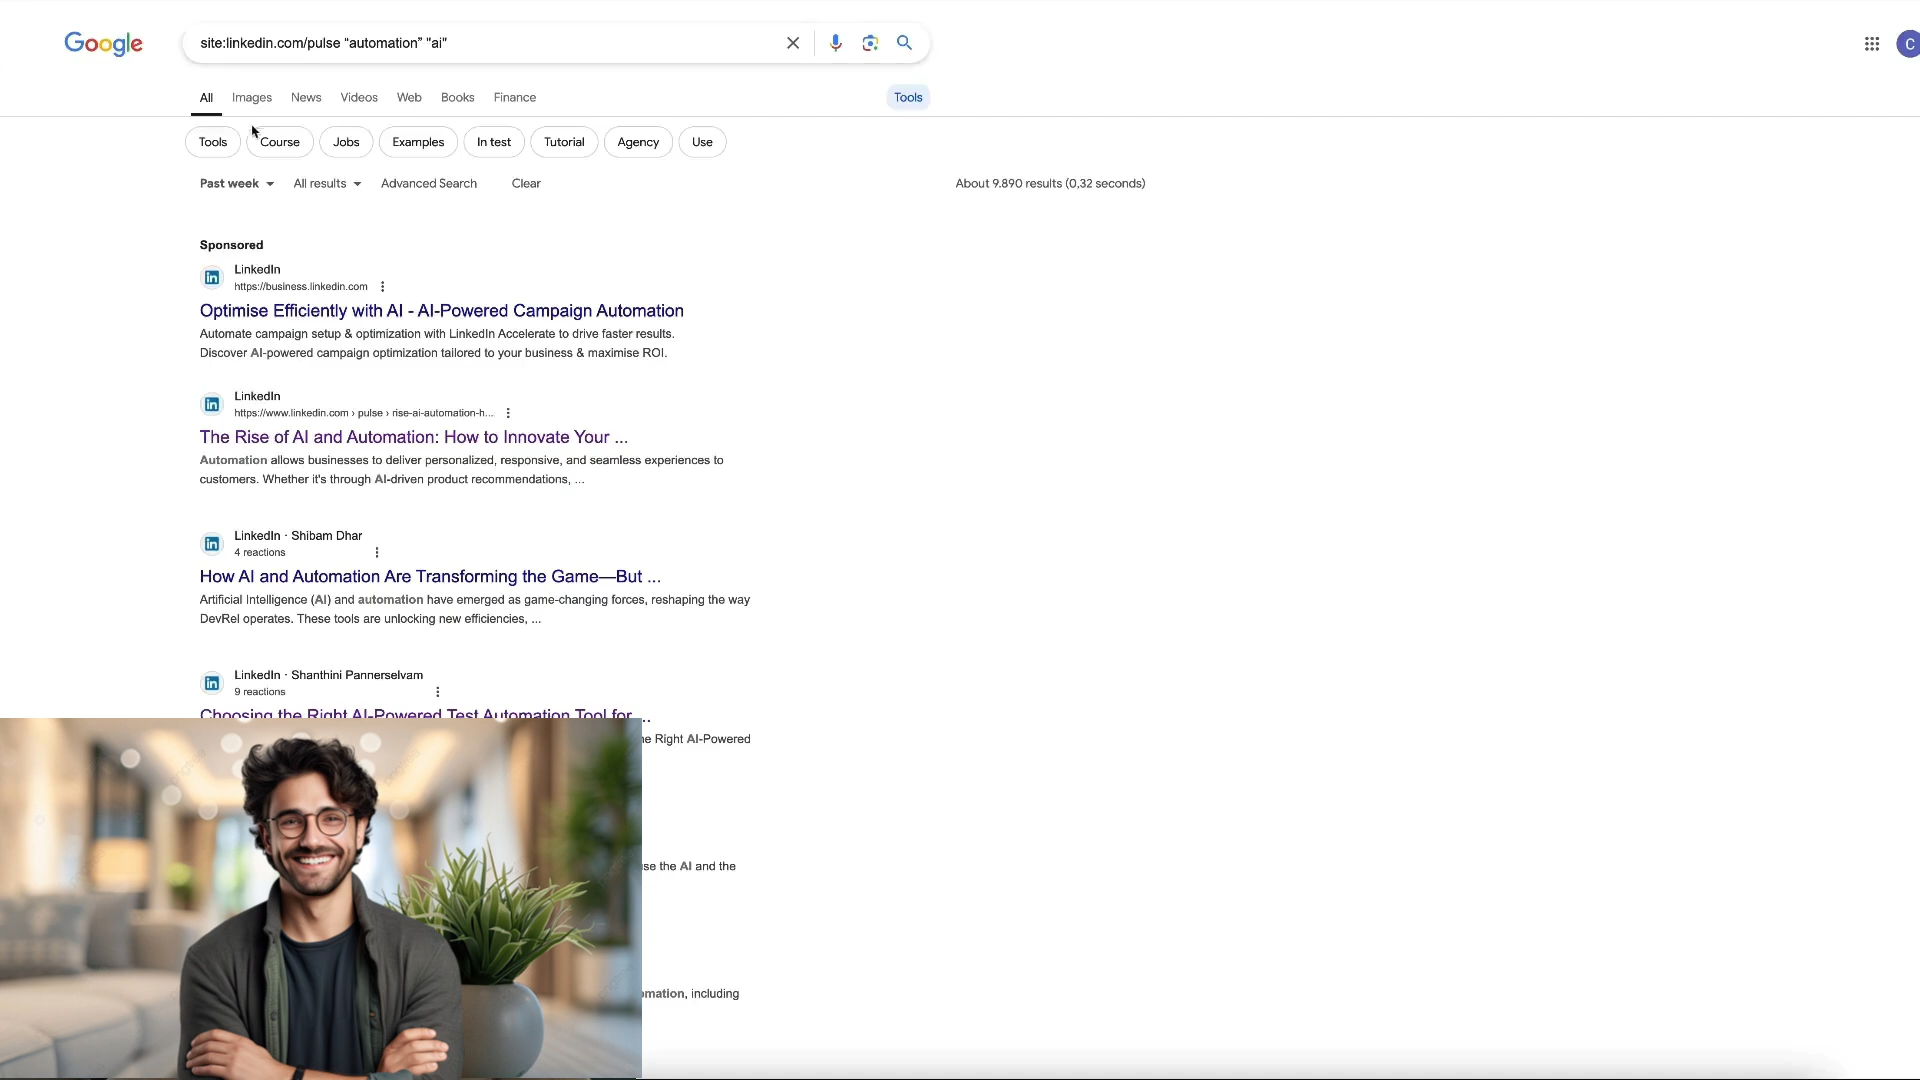 Google
site:linkedin.com/pulse “automation” "ai"
C
All Images News Videos Web Books Finance Tools
Tools Course Jobs Examples In test Tutorial Agency Use
Past week All results Advanced Search Clear About 9.890 results (0,32 seconds)
Sponsored
LinkedIn
https://business.linkedin.com
Optimise Efficiently with AI - AI-Powered Campaign Automation
Automate campaign setup & optimization with LinkedIn Accelerate to drive faster results.
Discover AI-powered campaign optimization tailored to your business & maximise ROI.
LinkedIn
https://www.linkedin.com › pulse › rise-ai-automation-h...
The Rise of AI and Automation: How to Innovate Your ...
Automation allows businesses to deliver personalized, responsive, and seamless experiences to
customers. Whether it's through AI-driven product recommendations, ...
LinkedIn · Shibam Dhar
4 reactions
How AI and Automation Are Transforming the Game—But ...
Artificial Intelligence (AI) and automation have emerged as game-changing forces, reshaping the way
DevRel operates. These tools are unlocking new efficiencies, ...
LinkedIn · Shanthini Pannerselvam
9 reactions
Choosing the Right AI-Powered Test Automation Tool for ...
Right AI-Powered
the AI and the
including